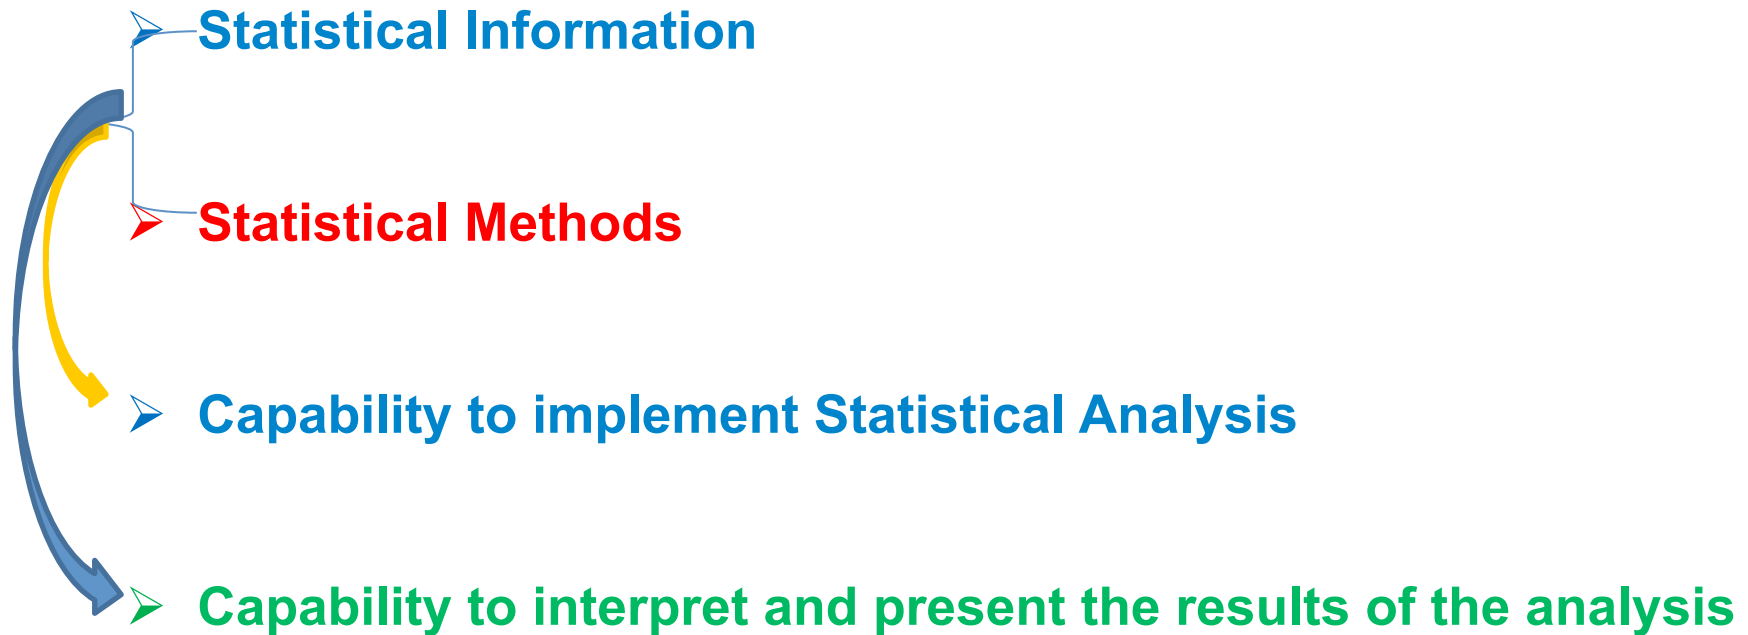 Statistical Information
Statistical Methods
Capability to implement Statistical Analysis
Capability to interpret and present the results of the analysis